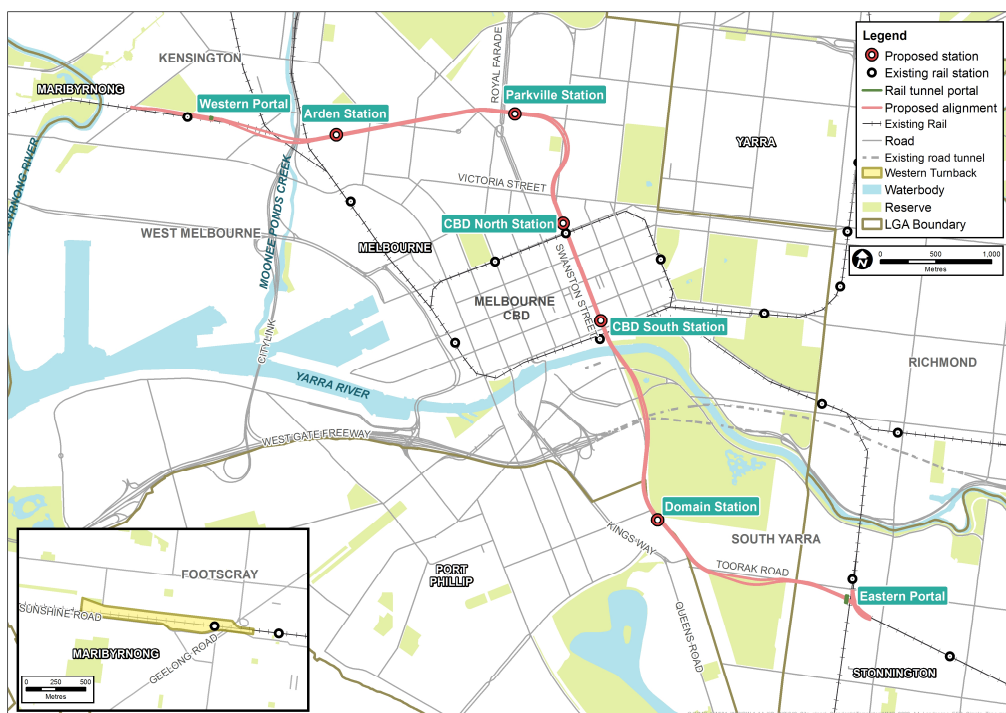 KENSINGTON
MARIBYRNONG
Western Portal
Arden Station
ROYAL PARADE
Parkville Station
YARRA
VICTORIA STREET
MOONEE PONDS CREEK
WEST MELBOURNE
MELBOURNE
CBD North Station
SWANSTON STREET
MELBOURNE
CBD
CBD South Station
CITYLINK
YARRA RIVER
RICHMOND
WEST GATE FREEWAY
Domain Station
KINGS WAY
SOUTH YARRA
TOORAK ROAD
PORT
PHILLIP
QUEENS ROAD
Eastern Portal
STONNINGTON
Legend
Proposed station
Existing rail station
Rail tunnel portal
Proposed alignment
Existing Rail
Road
Existing road tunnel
Western Turnback
Waterbody
Reserve
LGA Boundary
N
0 500 1,000
Metres
FOOTSCRAY
SUNSHINE ROAD
MARIBYRNONG
GEELONG ROAD
0 250 500
Metres